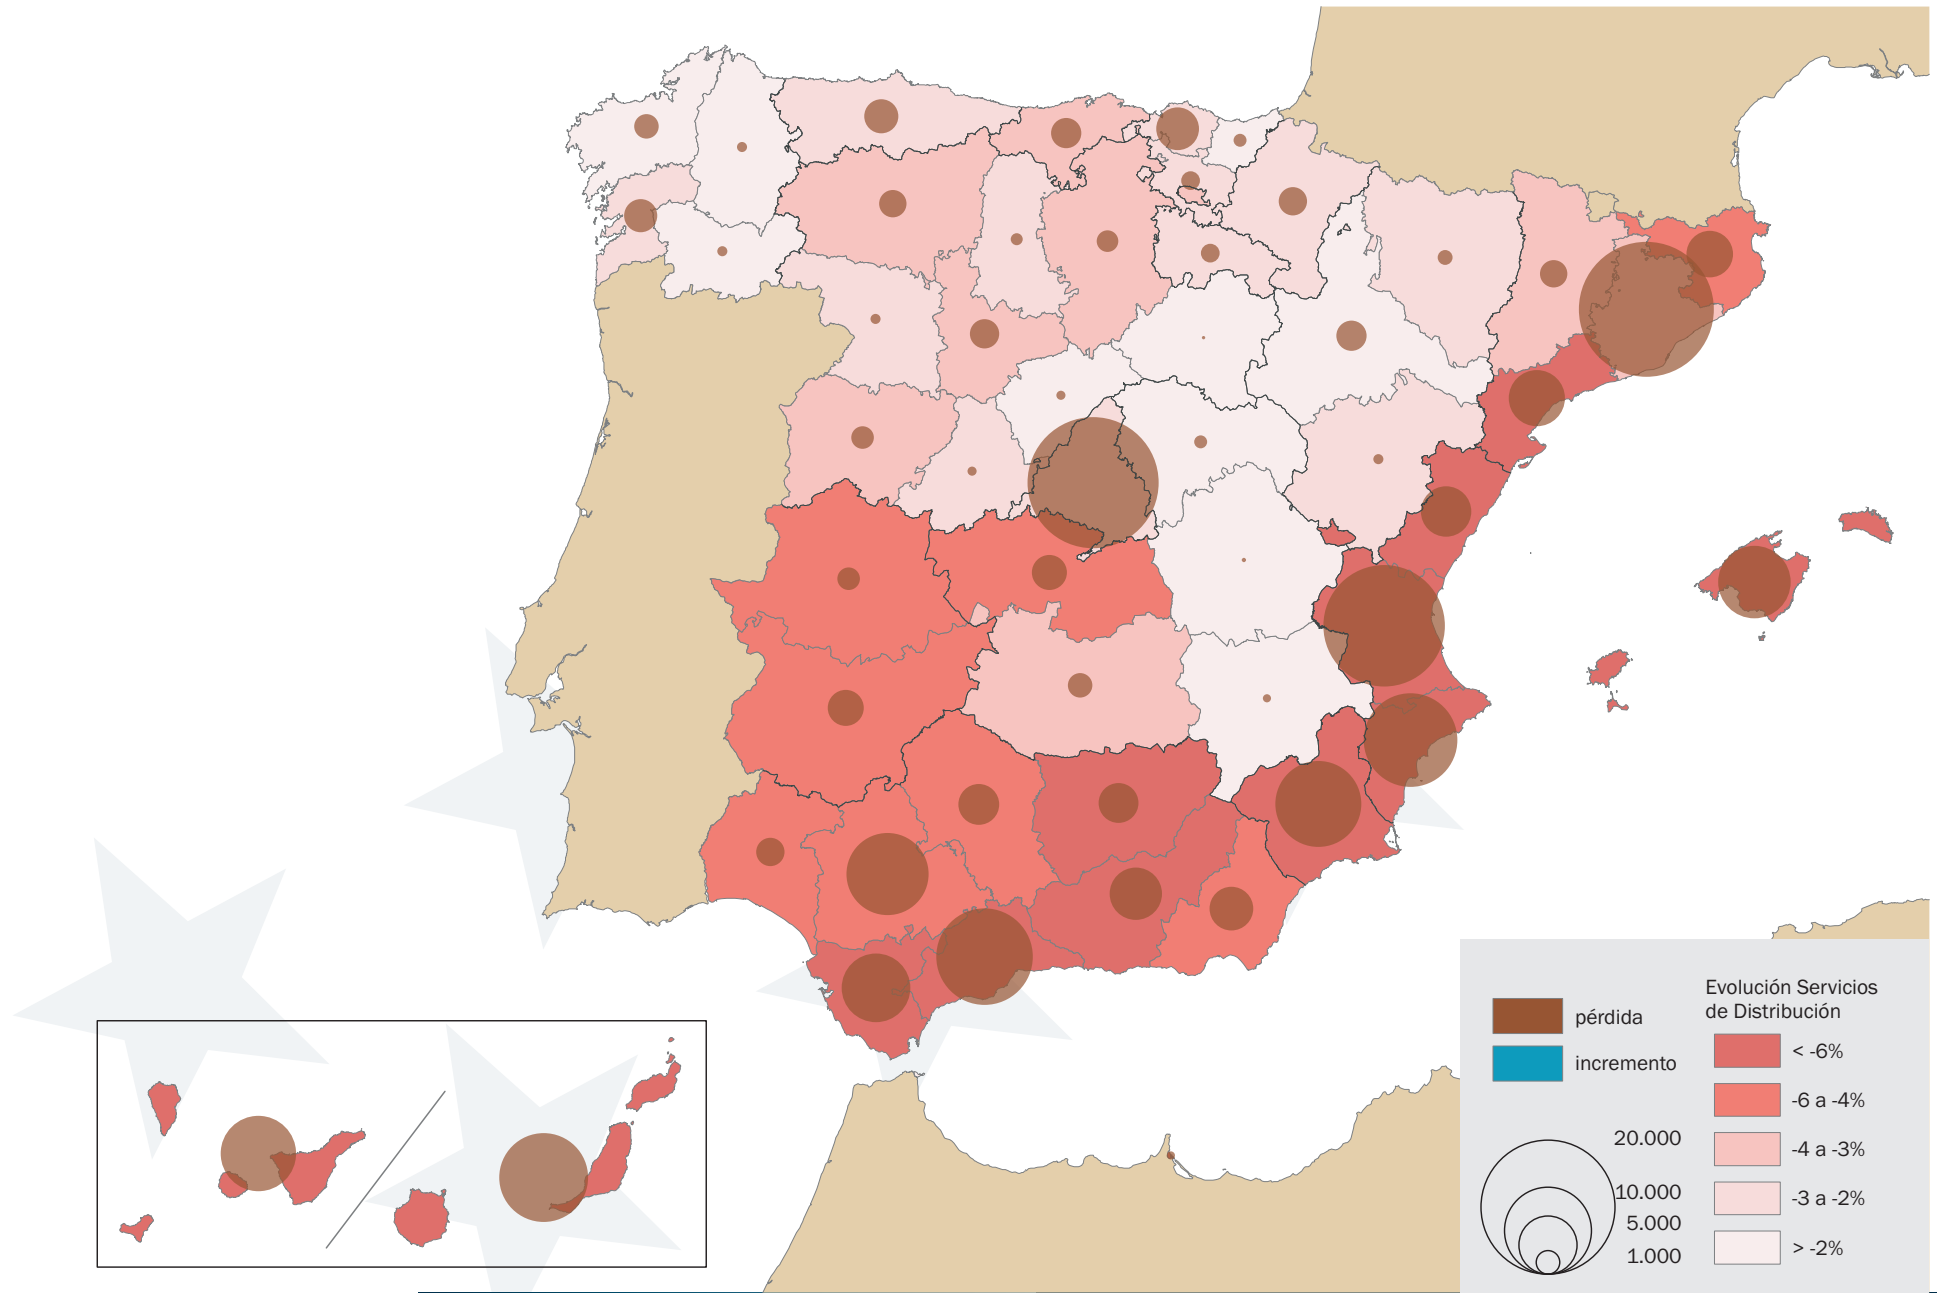 pérdida
incremento
20.000
10.000
5.000
1.000
Evolución Servicios
de Distribución
< -6%
-6 a -4%
-4 a -3%
-3 a -2%
> -2%